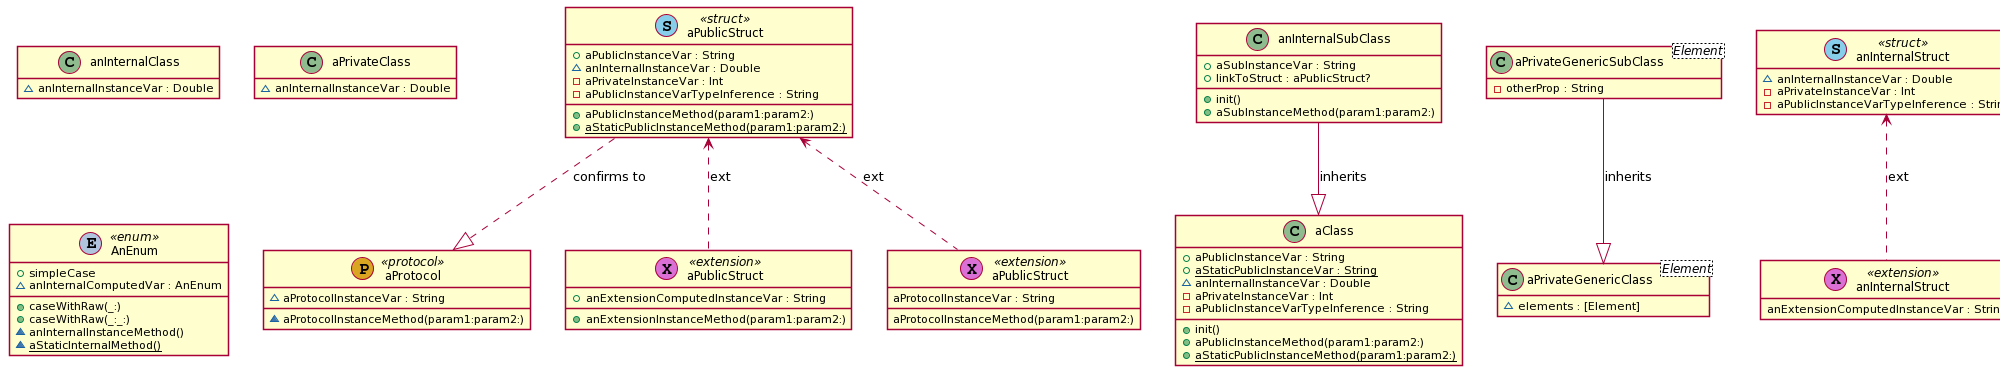 C anInternalClass
anInternalInstanceVar : Double
C aPrivateClass
anInternalInstanceVar : Double
«struct»
S aPublicStruct
aPublicInstanceVar : String
anInternalInstanceVar : Double
aPrivateInstanceVar : Int
aPublicInstanceVarTypeInference : String
aPublicInstanceMethod(param1:param2:)
aStaticPublicInstanceMethod(param1:param2:)
C anInternalSubClass
aSubInstanceVar : String
linkToStruct : aPublicStruct?
init()
aSubInstanceMethod(param1:param2:)
Element
C aPrivateGenericSubClass
otherProp : String
«struct»
S anInternalStruct
anInternalInstanceVar : Double
aPrivateInstanceVar : Int
aPublicInstanceVarTypeInference :
confirms to
ext
ext
inherits
inherits
ext
«enum»
E AnEnum
simpleCase
anInternalComputedVar : AnEnum
caseWithRaw(_:)
caseWithRaw(_:_:)
anInternalInstanceMethod()
aStaticInternalMethod()
«protocol»
P aProtocol
aProtocolInstanceVar : String
aProtocolInstanceMethod(param1:param2:)
«extension»
X aPublicStruct
anExtensionComputedInstanceVar : String
anExtensionInstanceMethod(param1:param2:)
«extension»
X aPublicStruct
aProtocolInstanceVar : String
aProtocolInstanceMethod(param1:param2:)
C aClass
aPublicInstanceVar : String
aStaticPublicInstanceVar : String
anInternalInstanceVar : Double
aPrivateInstanceVar : Int
aPublicInstanceVarTypeInference : String
init()
aPublicInstanceMethod(param1:param2:)
aStaticPublicInstanceMethod(param1:param2:)
Element
C aPrivateGenericClass
elements : [Element]
«extension»
X anInternalStruct
anExtensionComputedInstanceVar :